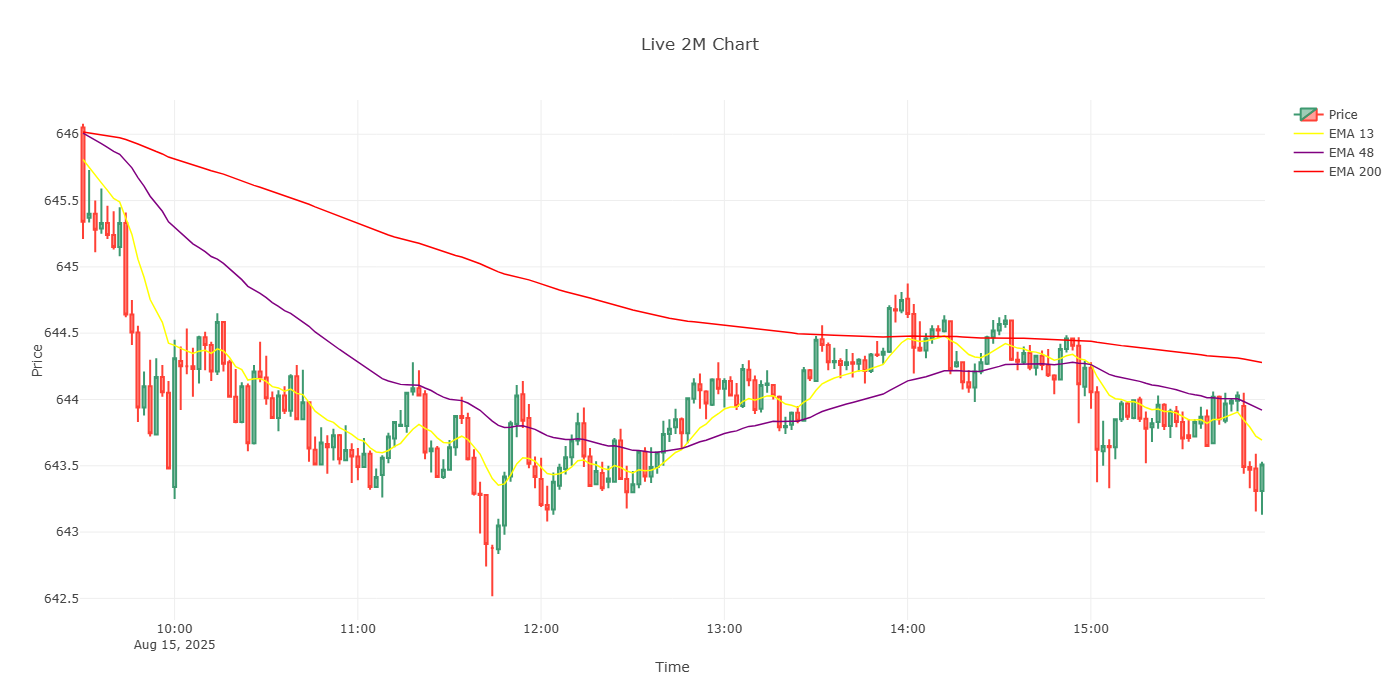 Live 2M Chart
Price
EMA 13
EMA 48
EMA 200
646
645.5
645
644.5
644
643.5
643
642.5
Price
10:00
11:00
12:00
13:00
14:00
15:00
Aug 15, 2025
Time